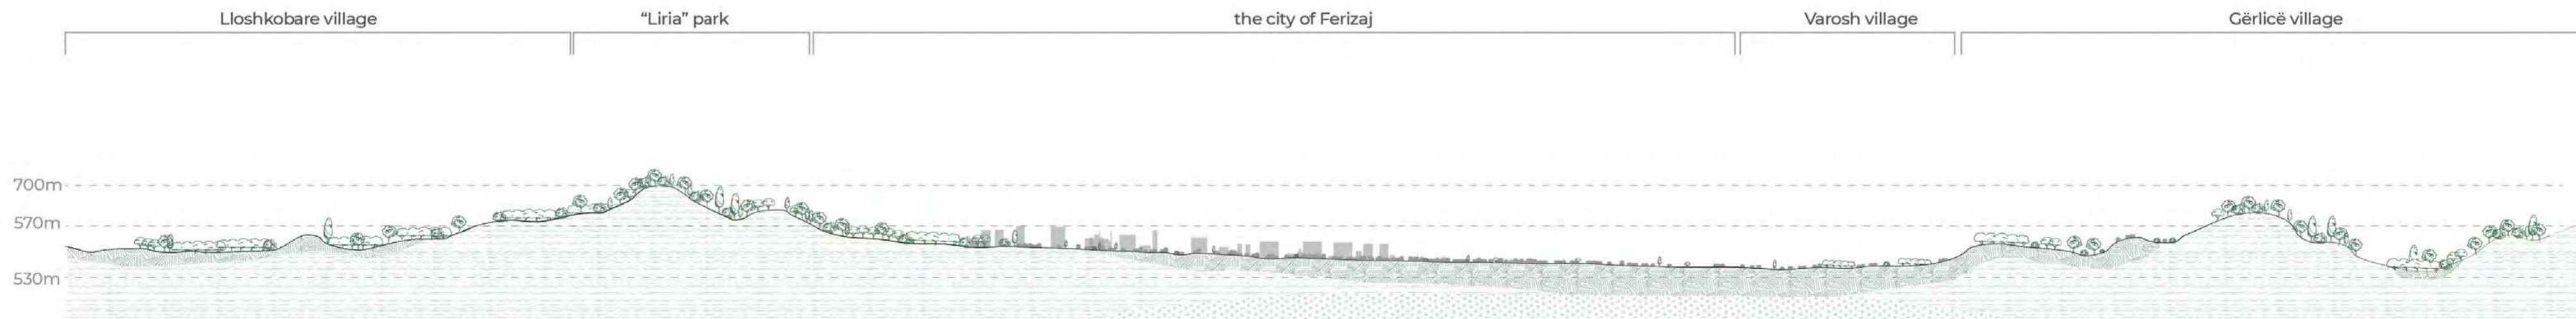 Lloshkobare village
“Liria” park
the city of Ferizaj
Varosh village
Gërlicë village
700m
570m
530m